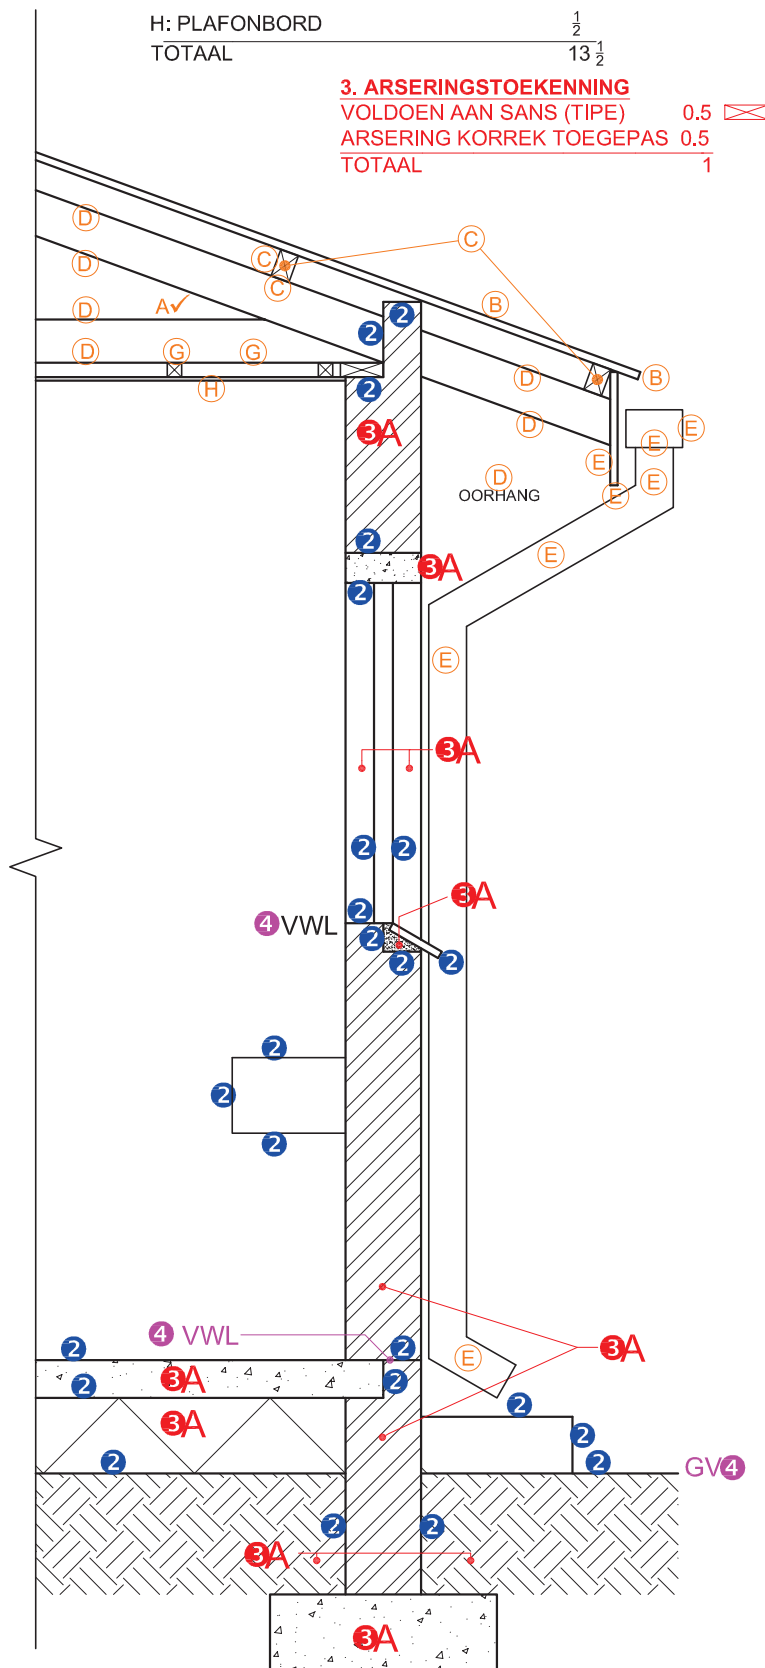 H: PLAFONBORD ½
TOTAAL 13 ½
3. ARSERINGSTOEKENNING
VOLDOEN AAN SANS (TIPE) 0.5
ARSERING KORREK TOEGEPAS 0.5
TOTAAL 1
D
C
C
D
C
A✓
D
B
2
2
D
G
G
D
B
H
2
C
3A
D
E
E
E
E
D
E
E
OORHANG
2
E
3A
2
E
3A
2
2
3A
2
4 VWL
2
2
2
2
2
2
4 VWL
2
2
3A
E
3A
2
2
2
3A
2
2
2
GV4
2
2
3A
3A